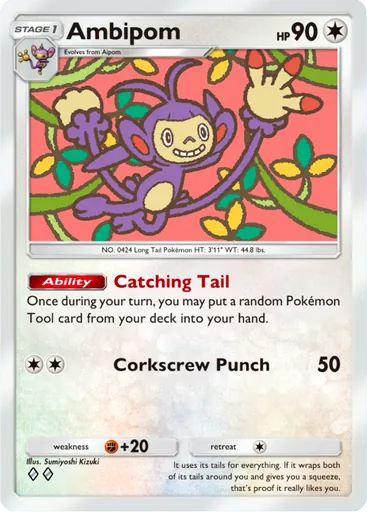 STAGE 1
Ambipom
HP 90
Evolves from Aipom.
NO. 0424 Long Tail Pokémon HT: 3'11" WT: 44.8 lbs.
Ability Catching Tail
Once during your turn, you may put a random Pokémon
Tool card from your deck into your hand.
Corkscrew Punch 50
weakness +20 retreat
Illus. Sumiyoshi Kizuki
It uses its tails for everything. If it wraps both
of its tails around you and gives you a squeeze,
that's proof it really likes you.